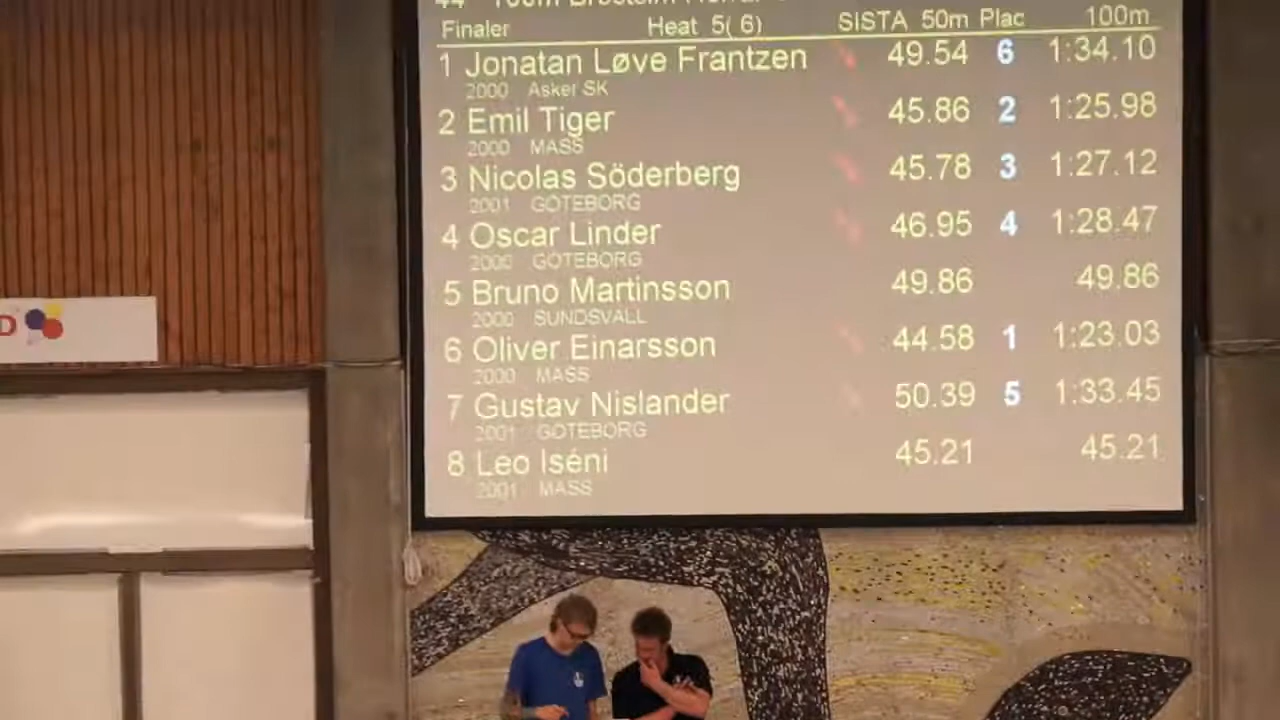 44 100m Bröstsim Herrar
Finaler Heat 5( 6) SISTA 50m Plac 100m
1 Jonatan Løve Frantzen 49.54 6 1:34.10
2000 Asker SK
2 Emil Tiger 45.86 2 1:25.98
2000 MASS
3 Nicolas Söderberg 45.78 3 1:27.12
2001 GÖTEBORG
4 Oscar Linder 46.95 4 1:28.47
2000 GÖTEBORG
5 Bruno Martinsson 49.86 49.86
2000 SUNDSVALL
6 Oliver Einarsson 44.58 1 1:23.03
2000 MASS
7 Gustav Nislander 50.39 5 1:33.45
2001 GÖTEBORG
8 Leo Iséni 45.21 45.21
2001 MASS
D